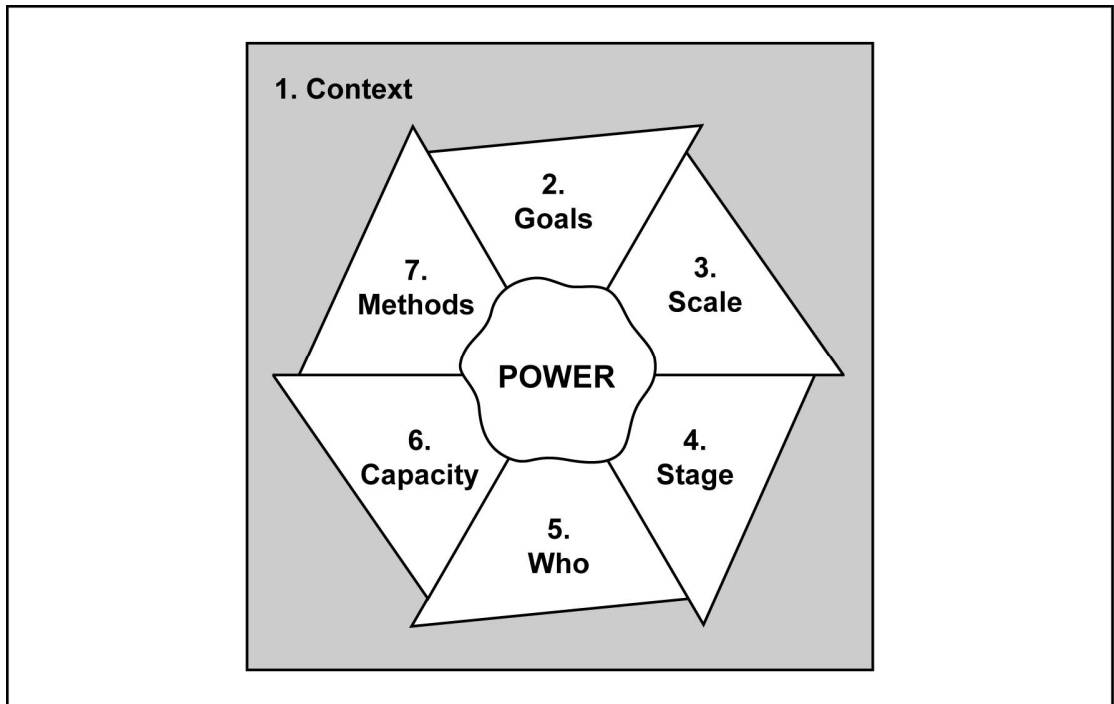 1. Context
2.
Goals
3.
Scale
4.
Stage
5.
Who
6.
Capacity
7.
Methods
POWER